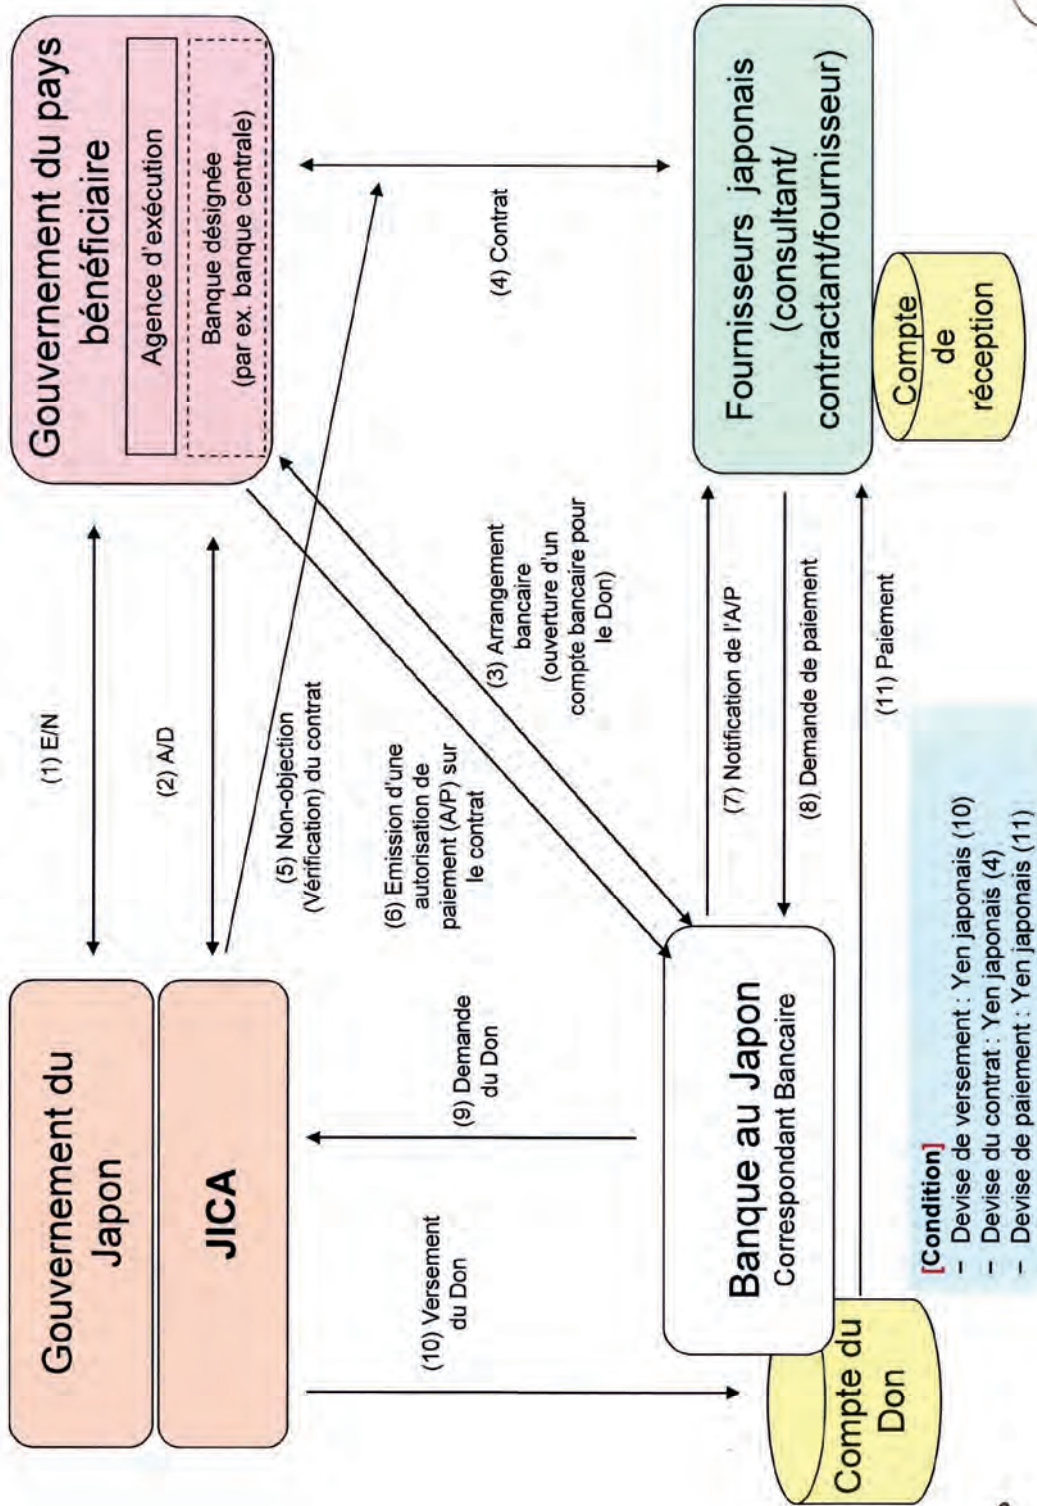 Gouvernement du
Japon
JICA
Gouvernement du pays
bénéficiaire
Agence d'exécution
Banque désignée
(par ex. banque centrale)
(1) E/N
(2) A/D
(5) Non-objection
(Vérification) du contrat
(6) Emission d'une
autorisation de
paiement (A/P) sur
le contrat
(3) Arrangement
bancaire
(ouverture d'un
compte bancaire pour
le Don)
(4) Contrat
(9) Demande
du Don
(10) Versement
du Don
Banque au Japon
Correspondant Bancaire
Compte du
Don
(7) Notification de l'A/P
(8) Demande de paiement
(11) Paiement
Fournisseurs japonais
(consultant/
contractant/fournisseur)
Compte
de
réception
[Condition]
– Devise de versement : Yen japonais (10)
– Devise du contrat : Yen japonais (4)
– Devise de paiement : Yen japonais (11)